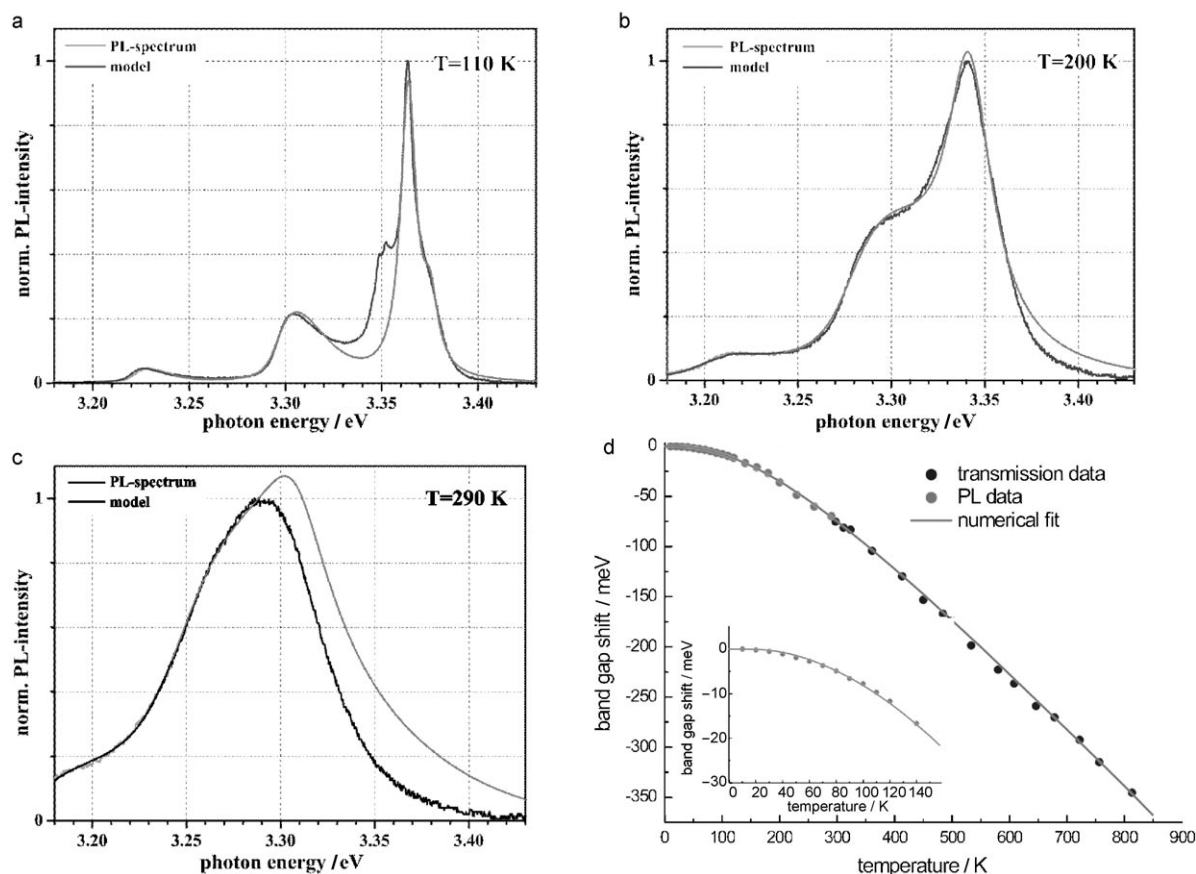 a
PL-spectrum
model
T=110 K
norm. PL-intensity
1
0
3.20
3.25
3.30
3.35
3.40
photon energy / eV
b
PL-spectrum
model
T=200 K
norm. PL-intensity
1
0
3.20
3.25
3.30
3.35
3.40
photon energy / eV
c
PL-spectrum
model
T=290 K
norm. PL-intensity
1
0
3.20
3.25
3.30
3.35
3.40
photon energy / eV
d
transmission data
PL data
numerical fit
band gap shift / meV
0
-50
-100
-150
-200
-250
-300
-350
0
100
200
300
400
500
600
700
800
900
temperature / K
band gap shift / meV
0
−10
−20
−30
0
20
40
60
80
100
120
140
temperature / K